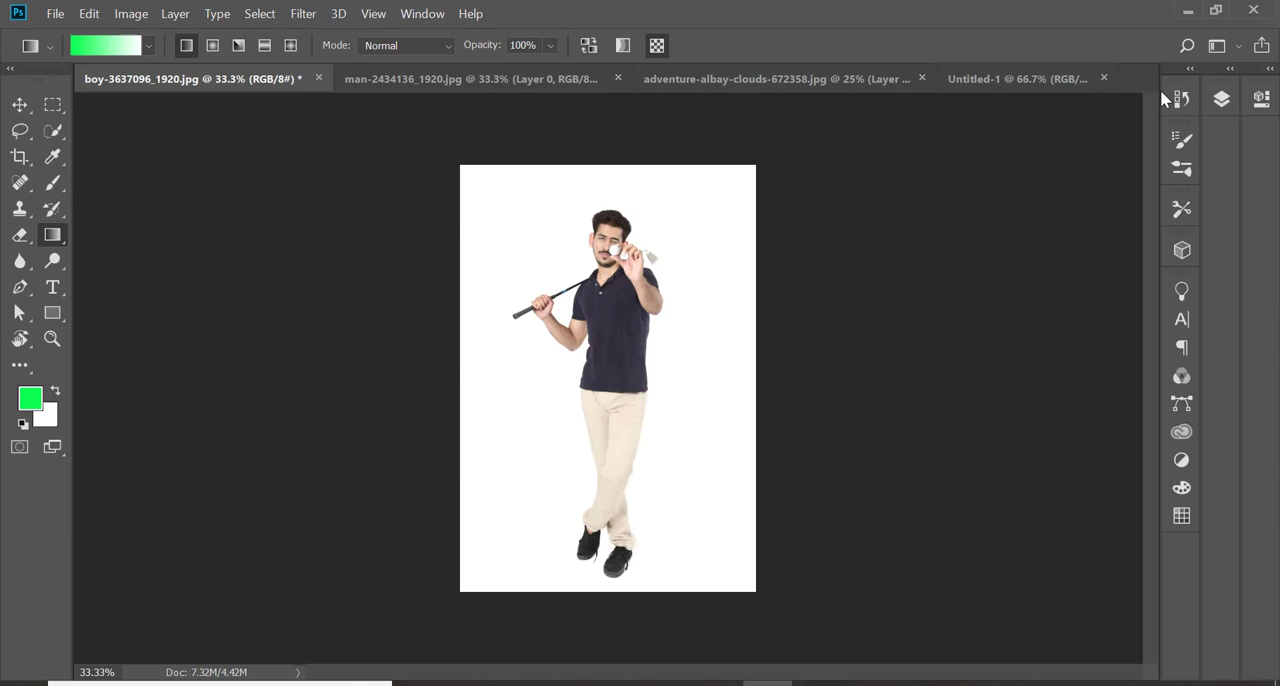 Ps File Edit Image Layer Type Select Filter 3D View Window Help
Mode: Normal Opacity: 100%
boy-3637096_1920.jpg @ 33.3% (RGB/8#) * man-2434136_1920.jpg @ 33.3% (Layer 0, RGB/8... adventure-albay-clouds-672358.jpg @ 25% (Layer ... Untitled-1 @ 66.7% (RGB/...
33.33% Doc: 7.32M/4.42M